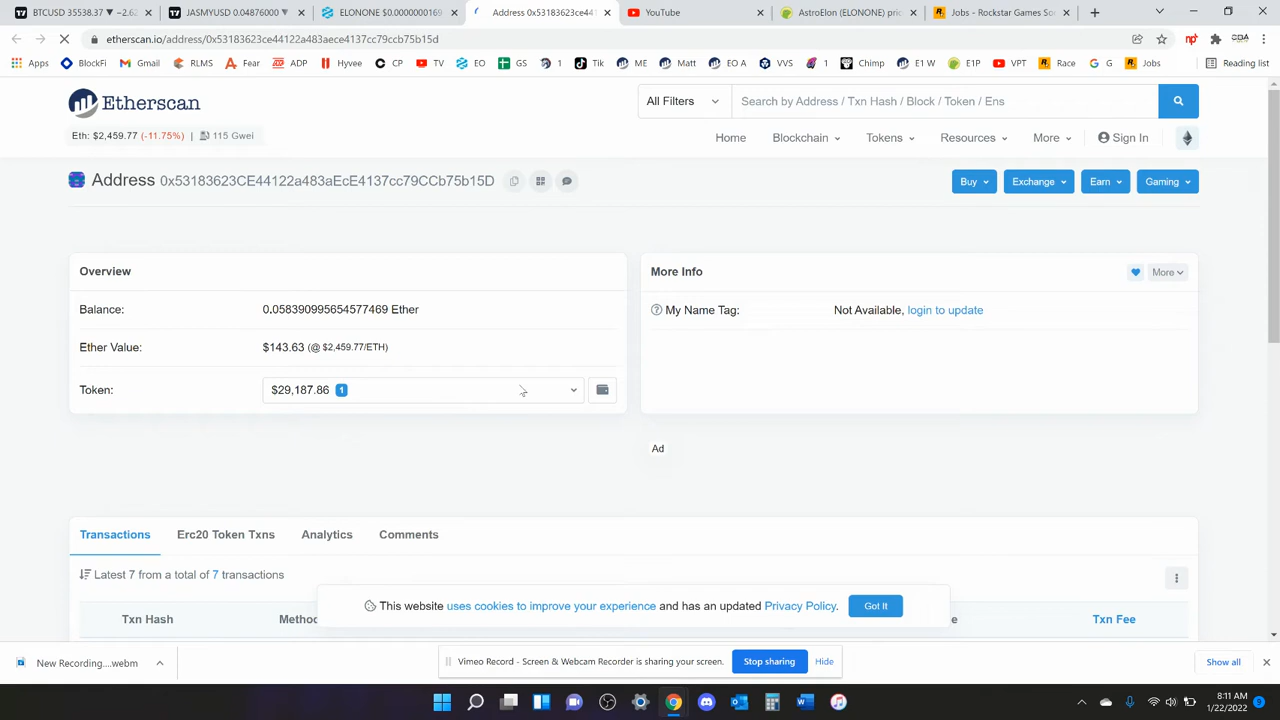 BTCUSD 35538.37 −2.62
JASMYUSD 0.04876000
ELONONE $0.0000000169
Address 0x53183623ce441
YouTube
AstroElon (ELONONE) pric
Jobs - Rockstar Games So
etherscan.io/address/0x53183623ce44122a483aece4137cc79ccb75b15d
Apps BlockFi Gmail RLMS Fear ADP Hyvee CP TV EO GS 1 Tik ME Matt EO A VVS 1 Chimp E1 W E1P VPT Race G Jobs Reading list
Etherscan
All Filters
Search by Address / Txn Hash / Block / Token / Ens
Eth: $2,459.77 (-11.75%) | 115 Gwei
Home Blockchain Tokens Resources More Sign In
Address 0x53183623CE44122a483aEcE4137cc79CCb75b15D
Buy Exchange Earn Gaming
Overview
Balance: 0.058390995654577469 Ether
Ether Value: $143.63 (@ $2,459.77/ETH)
Token: $29,187.86 1
More Info
More
My Name Tag: Not Available, login to update
Ad
Transactions Erc20 Token Txns Analytics Comments
Latest 7 from a total of 7 transactions
This website uses cookies to improve your experience and has an updated Privacy Policy. Got It
Txn Hash Method Txn Fee
New Recording....webm
Vimeo Record - Screen & Webcam Recorder is sharing your screen. Stop sharing Hide
Show all
8:11 AM
1/22/2022